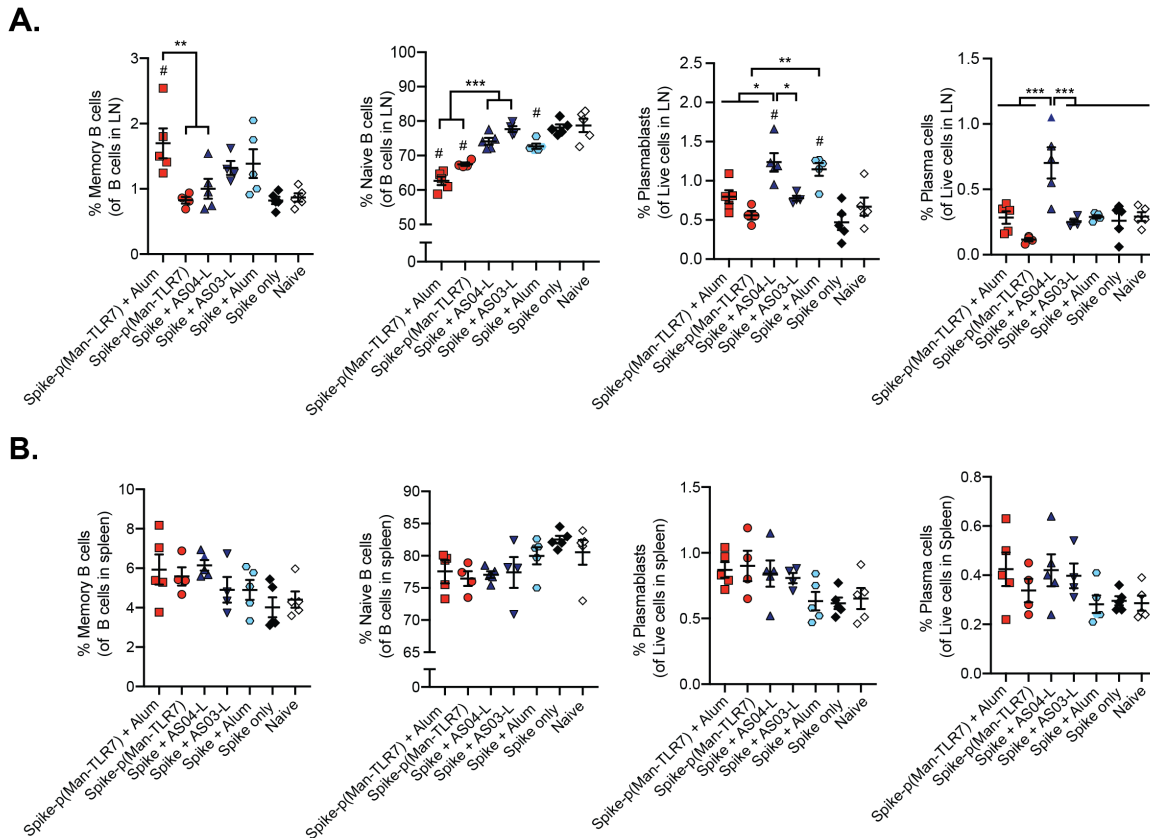 A.
% Memory B cells
(of B cells in LN)
3
2
1
0
**
#
Spike-p(Man-TLR7) + Alum
Spike-p(Man-TLR7)
Spike + AS04-L
Spike + AS03-L
Spike + Alum
Spike only
Naive
% Naive B cells
(of B cells in LN)
100
90
80
70
60
50
0
***
#
#
#
Spike-p(Man-TLR7) + Alum
Spike-p(Man-TLR7)
Spike + AS04-L
Spike + AS03-L
Spike + Alum
Spike only
Naive
% Plasmablasts
(of Live cells in LN)
2.5
2.0
1.5
1.0
0.5
0.0
**
* *
#
#
Spike-p(Man-TLR7) + Alum
Spike-p(Man-TLR7)
Spike + AS04-L
Spike + AS03-L
Spike + Alum
Spike only
Naive
% Plasma cells
(of Live cells in LN)
1.5
1.0
0.5
0.0
*** ***
Spike-p(Man-TLR7) + Alum
Spike-p(Man-TLR7)
Spike + AS04-L
Spike + AS03-L
Spike + Alum
Spike only
Naive
B.
% Memory B cells
(of B cells in spleen)
10
8
6
4
2
0
Spike-p(Man-TLR7) + Alum
Spike-p(Man-TLR7)
Spike + AS04-L
Spike + AS03-L
Spike + Alum
Spike only
Naive
% Naive B cells
(of B cells in spleen)
90
85
80
75
70
65
0
Spike-p(Man-TLR7) + Alum
Spike-p(Man-TLR7)
Spike + AS04-L
Spike + AS03-L
Spike + Alum
Spike only
Naive
% Plasmablasts
(of Live cells in spleen)
1.5
1.0
0.5
0.0
Spike-p(Man-TLR7) + Alum
Spike-p(Man-TLR7)
Spike + AS04-L
Spike + AS03-L
Spike + Alum
Spike only
Naive
% Plasma cells
(of Live cells in Spleen)
0.8
0.6
0.4
0.2
0.0
Spike-p(Man-TLR7) + Alum
Spike-p(Man-TLR7)
Spike + AS04-L
Spike + AS03-L
Spike + Alum
Spike only
Naive